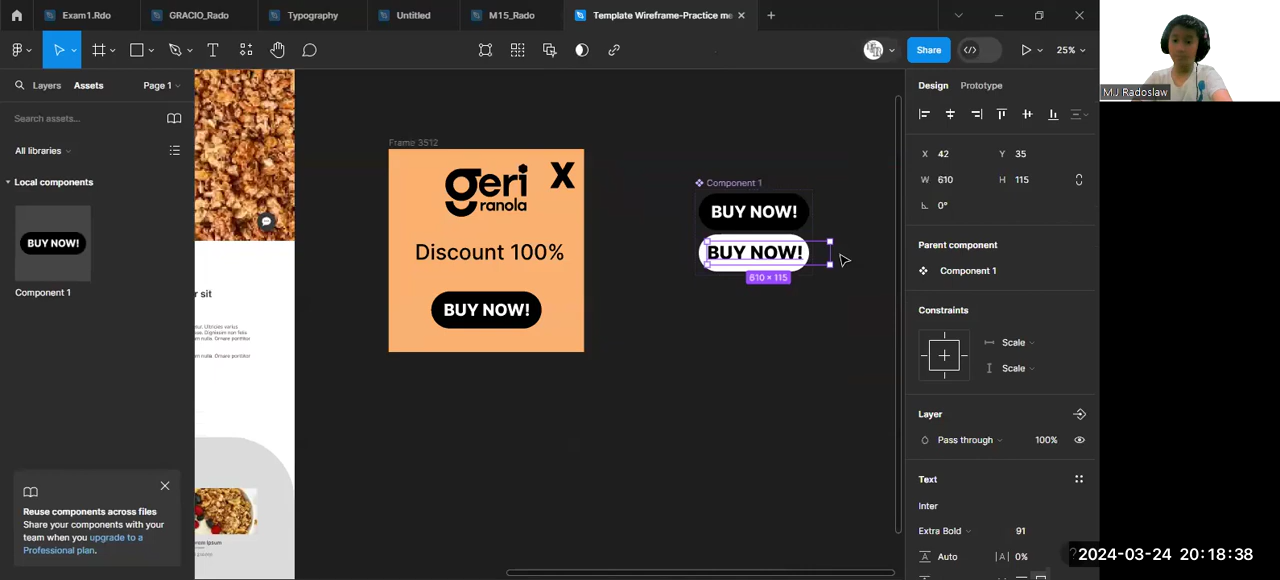 Exam1.Rdo
GRACIO_Rado
Typography
Untitled
M15_Rado
Template Wireframe-Practice me
Share
25%
Layers
Assets
Page 1
Design
Prototype
M.J Radoslaw
Search assets...
All libraries
Local components
BUY NOW!
Component 1
r sit
Reuse components across files
Share your components with your
team when you upgrade to a
Professional plan.
Frame 3512
geri
ranola
X
Discount 100%
BUY NOW!
Component 1
BUY NOW!
BUY NOW!
610 × 115
X 42
Y 35
W 610
H 115
0°
Parent component
Component 1
Constraints
Scale
Scale
Layer
Pass through
100%
Text
Inter
Extra Bold
91
Auto
|A| 0%
2024-03-24 20:18:38